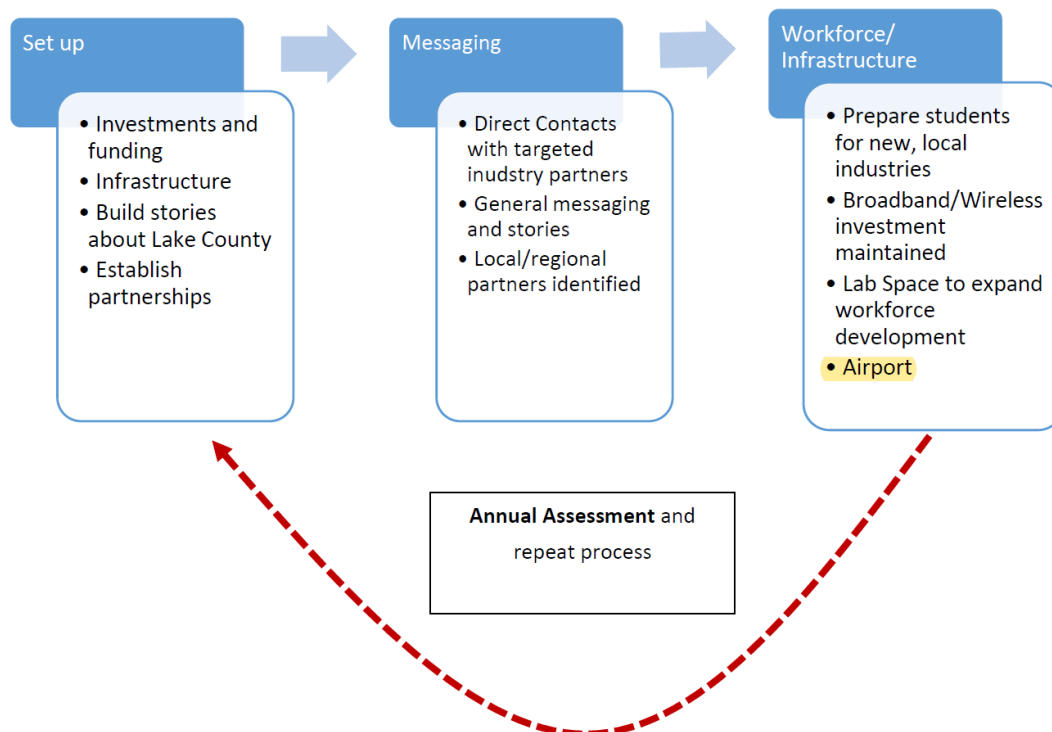 Set up
• Investments and
funding
• Infrastructure
• Build stories
about Lake County
• Establish
partnerships
Messaging
• Direct Contacts
with targeted
inudstry partners
• General messaging
and stories
• Local/regional
partners identified
Workforce/
Infrastructure
• Prepare students
for new, local
industries
• Broadband/Wireless
investment
maintained
• Lab Space to expand
workforce
development
• Airport
Annual Assessment and
repeat process